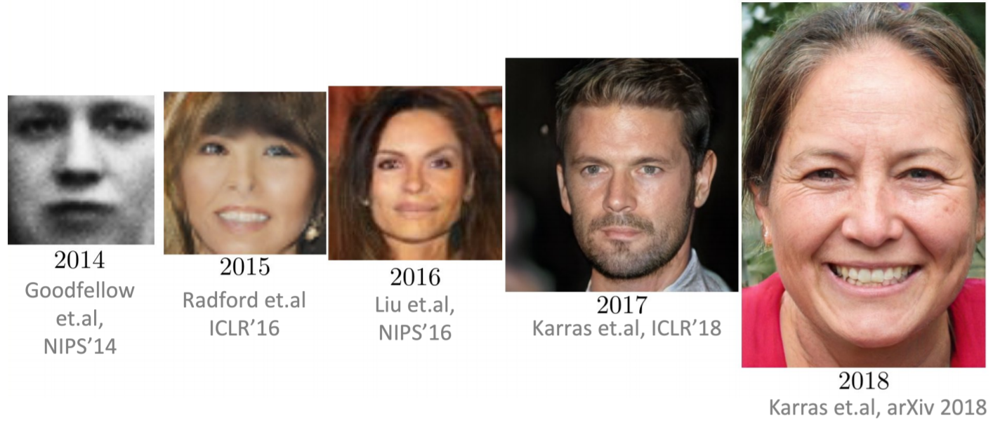 2014
Goodfellow
et.al,
NIPS’14
2015
Radford et.al
ICLR’16
2016
Liu et.al,
NIPS’16
2017
Karras et.al, ICLR’18
2018
Karras et.al, arXiv 2018